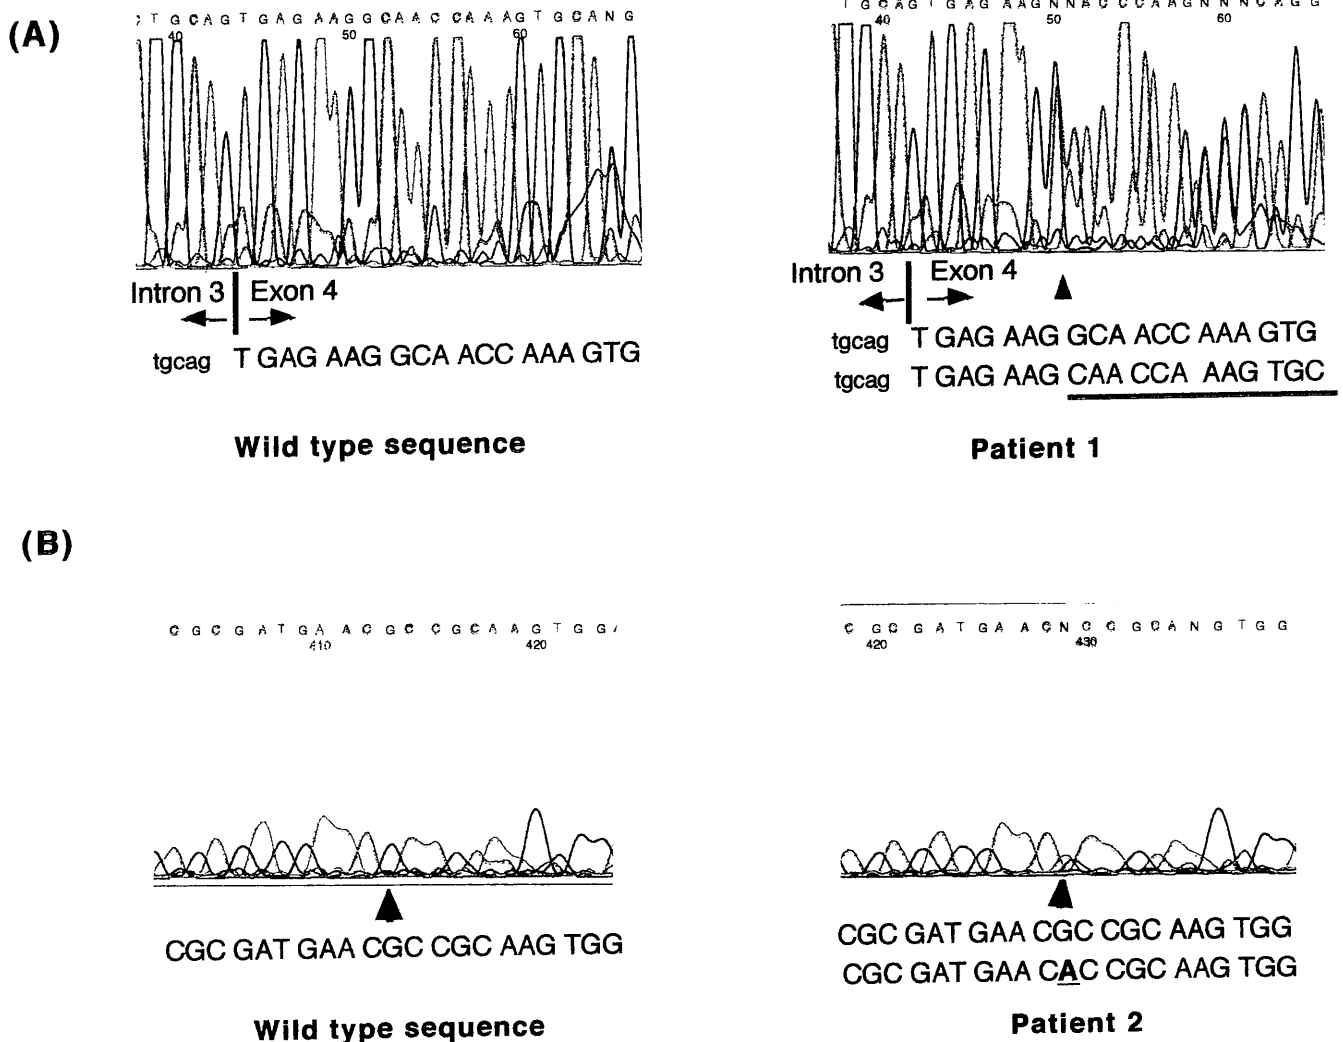 (A)
T G C A G T G A G A A G G C A A C C A A A G T G C A N G
40 50 60
Intron 3 Exon 4
tgcag T GAG AAG GCA ACC AAA GTG
Wild type sequence
T G C A G T G A G A A G N N A C C C A A G N N N C A G G
40 50 60
Intron 3 Exon 4
tgcag T GAG AAG GCA ACC AAA GTG
tgcag T GAG AAG CAA CCA AAG TGC
Patient 1
(B)
C G C G A T G A A C G C C G C A A G T G G
410 420
CGC GAT GAA CGC CGC AAG TGG
Wild type sequence
C G C G A T G A A C N C C G C A N G T G G
420 430
CGC GAT GAA CGC CGC AAG TGG
CGC GAT GAA CAC CGC AAG TGG
Patient 2